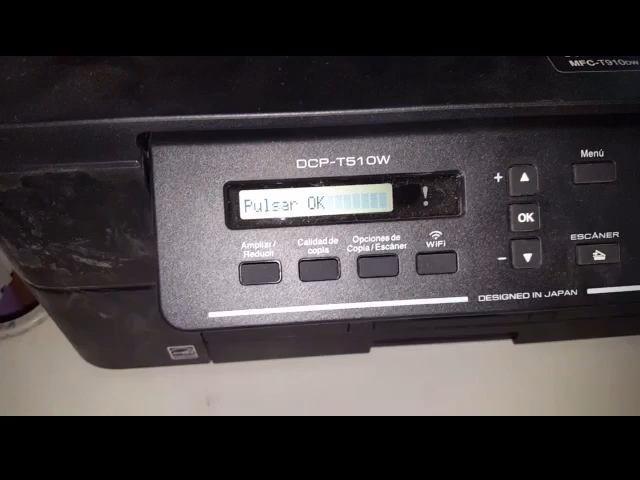 MFC-T910DW
DCP-T510W
Pulsar OK
!
Ampliar/
Reducir
Calidad de
copia
Opciones de
Copia/Escáner
WiFi
+
OK
-
Menú
ESCÁNER
DESIGNED IN JAPAN